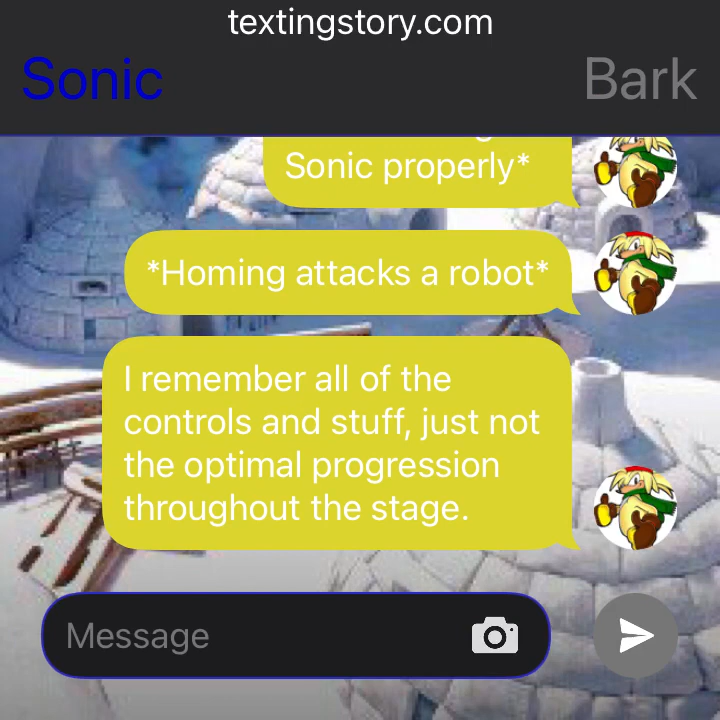 textingstory.com
Sonic
Bark
Sonic properly*
*Homing attacks a robot*
I remember all of the
controls and stuff, just not
the optimal progression
throughout the stage.
Message